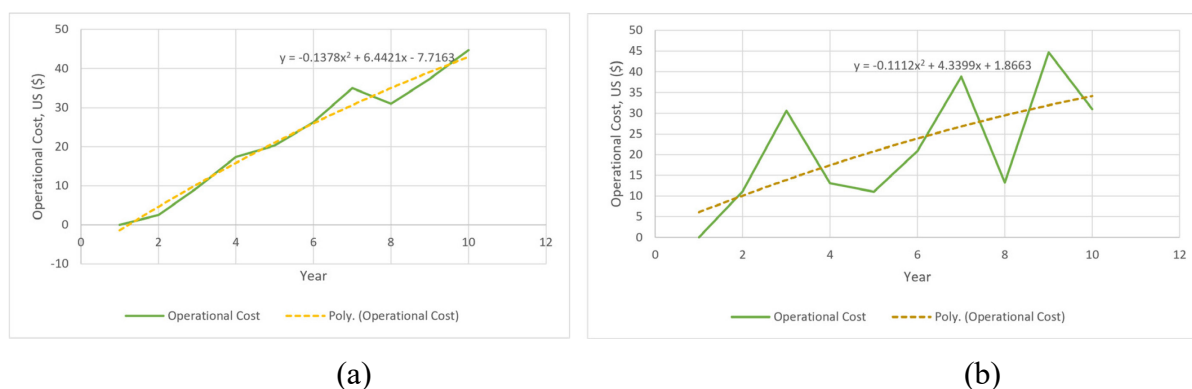 50
40
30
20
10
0
-10
Operational Cost, US ($)
y = -0.1378x² + 6.4421x - 7.7163
0 2 4 6 8 10 12
Year
Operational Cost Poly. (Operational Cost)
(a)
50
45
40
35
30
25
20
15
10
5
0
Operational Cost, US ($)
y = -0.1112x² + 4.3399x + 1.8663
0 2 4 6 8 10 12
Year
Operational Cost Poly. (Operational Cost)
(b)